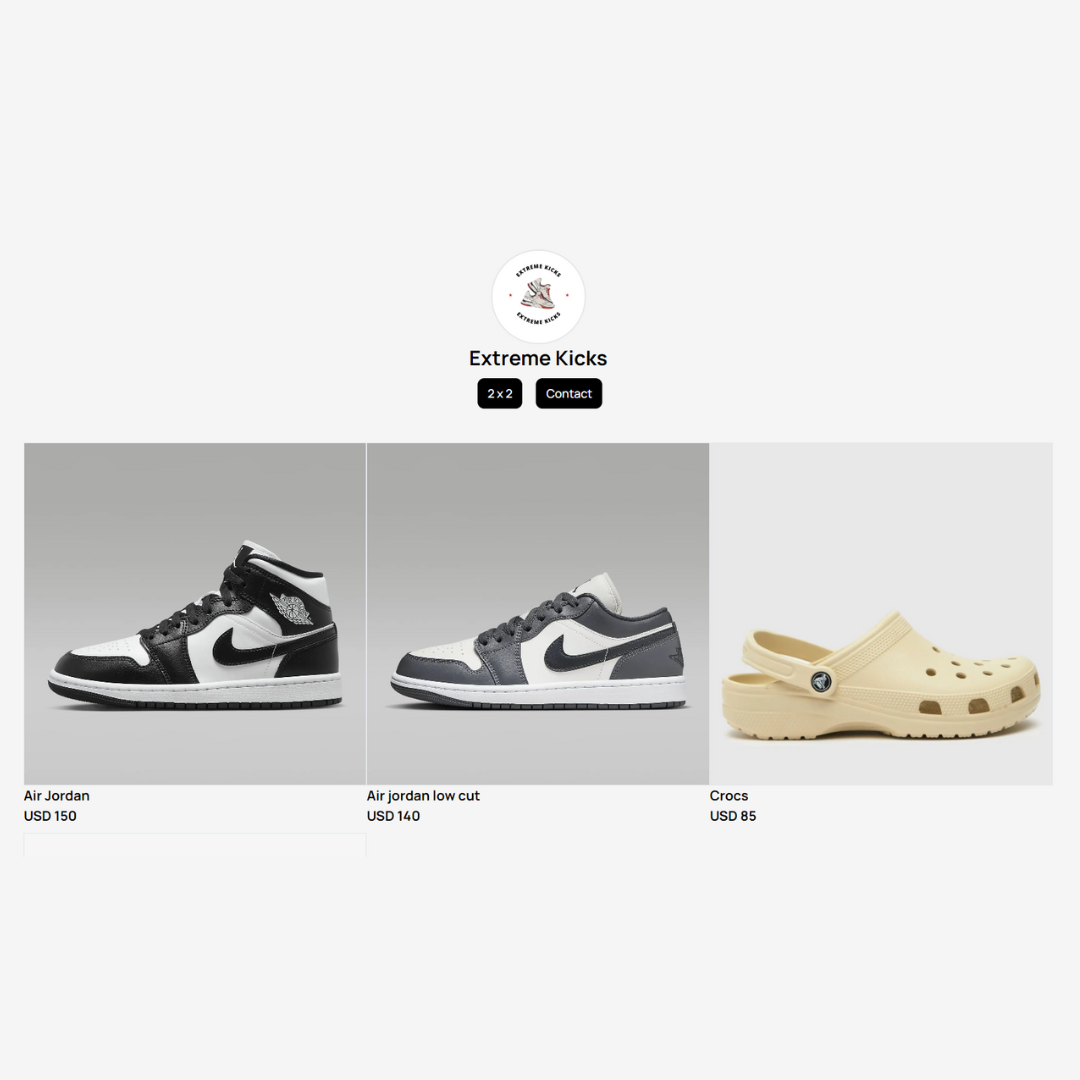 EXTREME KICKS
EXTREME KICKS
Extreme Kicks
2 x 2
Contact
Air Jordan
USD 150
Air jordan low cut
USD 140
Crocs
USD 85